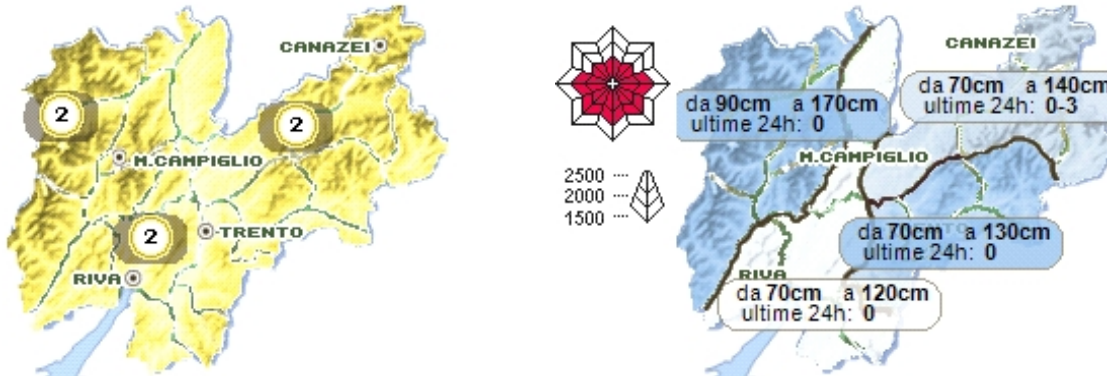 CANAZEI
2
2
M.CAMPIGLIO
2
TRENTO
RIVA
2500
2000
1500
CANAZEI
da 70cm a 140cm
ultime 24h: 0-3
da 90cm a 170cm
ultime 24h: 0
M.CAMPIGLIO
da 70cm a 130cm
ultime 24h: 0
RIVA
da 70cm a 120cm
ultime 24h: 0